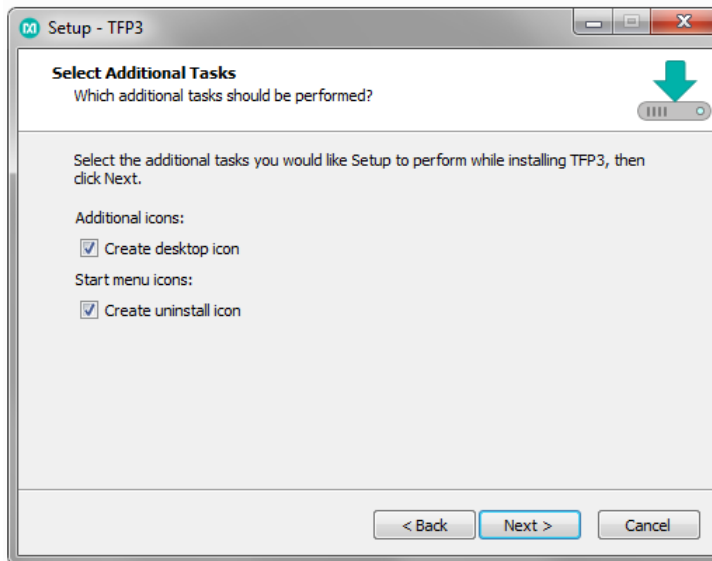 Setup - TFP3
Select Additional Tasks
Which additional tasks should be performed?
Select the additional tasks you would like Setup to perform while installing TFP3, then
click Next.
Additional icons:
Create desktop icon
Start menu icons:
Create uninstall icon
< Back
Next >
Cancel